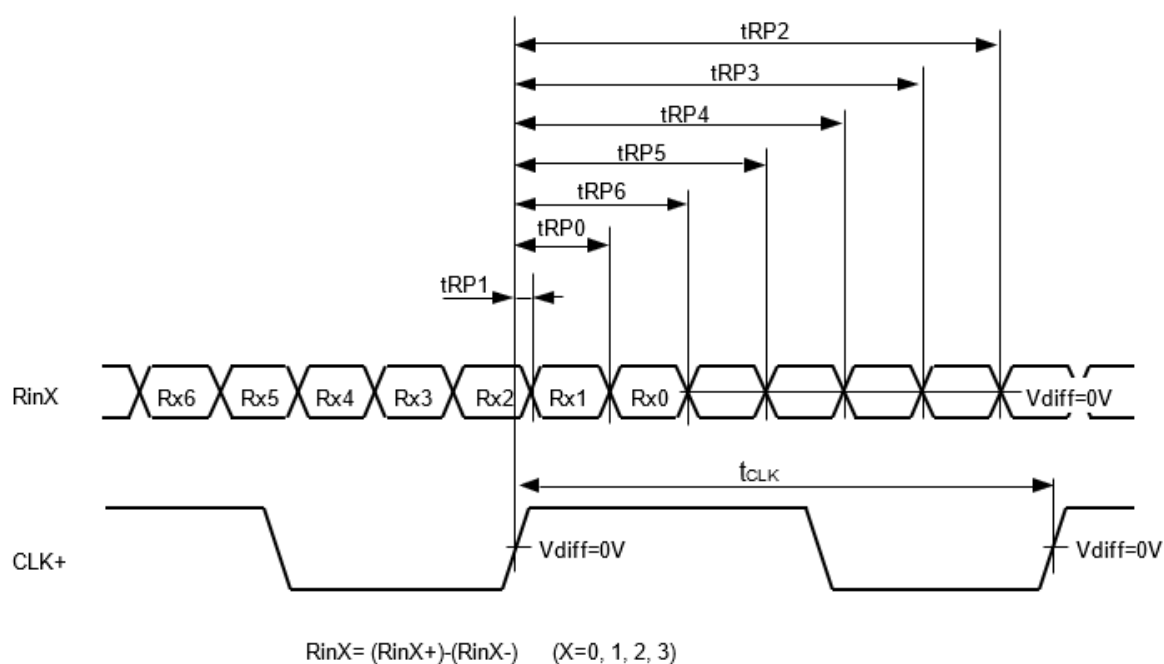 tRP2
tRP3
tRP4
tRP5
tRP6
tRP0
tRP1
RinX Rx6 Rx5 Rx4 Rx3 Rx2 Rx1 Rx0 Vdiff=0V
tCLK
CLK+ Vdiff=0V Vdiff=0V
RinX= (RinX+)-(RinX-) (X=0, 1, 2, 3)